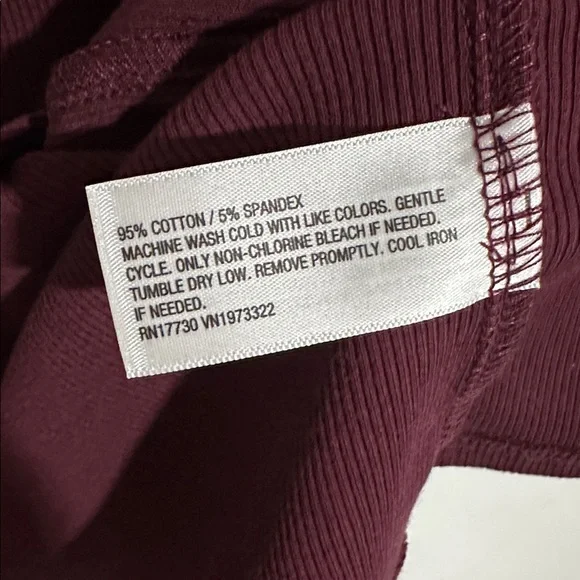 95% COTTON / 5% SPANDEX
MACHINE WASH COLD WITH LIKE COLORS. GENTLE
CYCLE. ONLY NON-CHLORINE BLEACH IF NEEDED.
TUMBLE DRY LOW. REMOVE PROMPTLY. COOL IRON
IF NEEDED.
RN17730 VN1973322